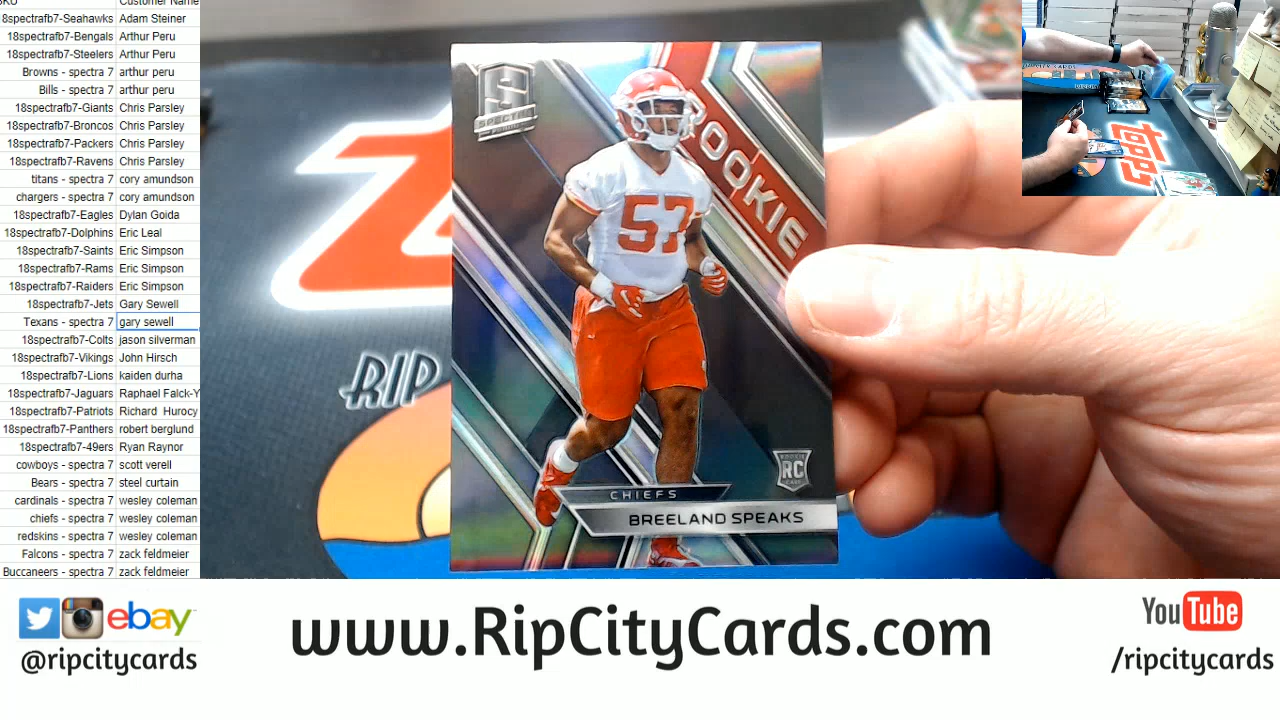 SKU Customer Name
18spectrafb7-Seahawks Adam Steiner
18spectrafb7-Bengals Arthur Peru
18spectrafb7-Steelers Arthur Peru
Browns - spectra 7 arthur peru
Bills - spectra 7 arthur peru
18spectrafb7-Giants Chris Parsley
18spectrafb7-Broncos Chris Parsley
18spectrafb7-Packers Chris Parsley
18spectrafb7-Ravens Chris Parsley
titans - spectra 7 cory amundson
chargers - spectra 7 cory amundson
18spectrafb7-Eagles Dylan Goida
18spectrafb7-Dolphins Eric Leal
18spectrafb7-Saints Eric Simpson
18spectrafb7-Rams Eric Simpson
18spectrafb7-Raiders Eric Simpson
18spectrafb7-Jets Gary Sewell
Texans - spectra 7 gary sewell
18spectrafb7-Colts jason silverman
18spectrafb7-Vikings John Hirsch
18spectrafb7-Lions kaiden durha
18spectrafb7-Jaguars Raphael Falck-Y
18spectrafb7-Patriots Richard Hurocy
18spectrafb7-Panthers robert berglund
18spectrafb7-49ers Ryan Raynor
cowboys - spectra 7 scott verell
Bears - spectra 7 steel curtain
cardinals - spectra 7 wesley coleman
chiefs - spectra 7 wesley coleman
redskins - spectra 7 wesley coleman
Falcons - spectra 7 zack feldmeier
Buccaneers - spectra 7 zack feldmeier
S
SPECTRA
ROOKIE
57
ROOKIE
RC
CARD
CHIEFS
BREELAND SPEAKS
RIP
topps
ebay
@ripcitycards
www.RipCityCards.com
YouTube
/ripcitycards